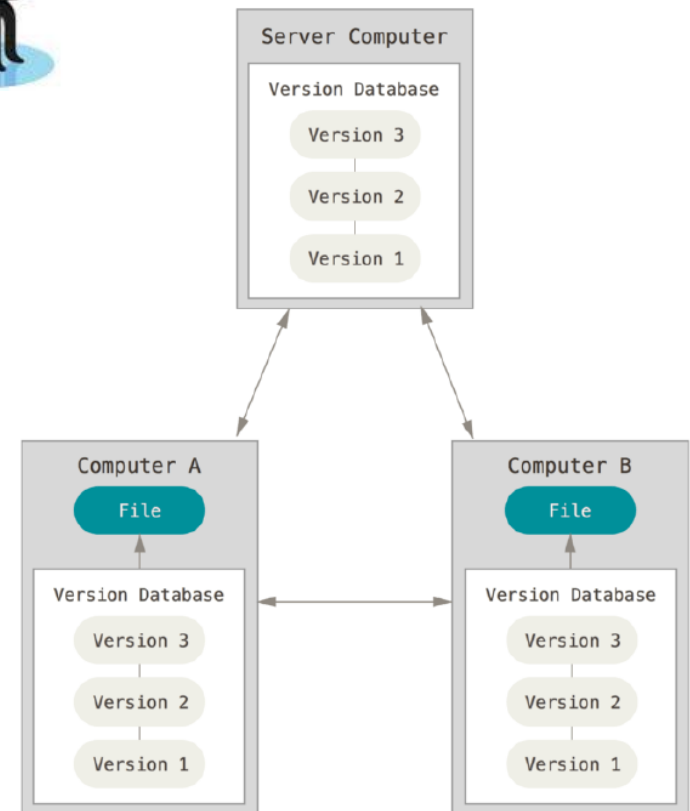 Server Computer
Version Database
Version 3
Version 2
Version 1
Computer A
File
Version Database
Version 3
Version 2
Version 1
Computer B
File
Version Database
Version 3
Version 2
Version 1